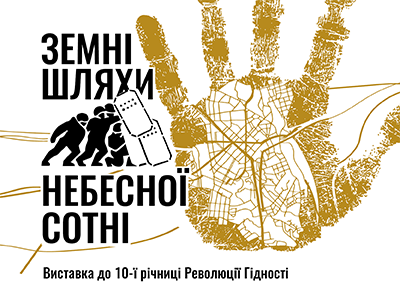 ЗЕМНІ
ШЛЯХИ
НЕБЕСНОЇ
СОТНІ
Виставка до 10-ї річниці Революції Гідності